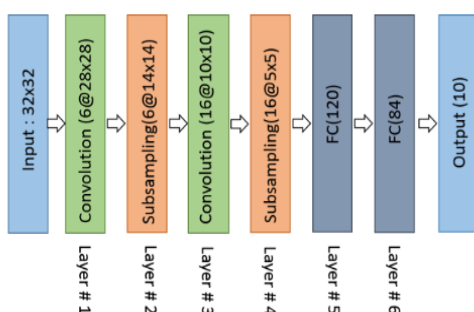 Input : 32x32
Convolution (6@28x28)
Subsampling(6@14x14)
Convolution (16@10x10)
Subsampling(16@5x5)
FC(120)
FC(84)
Output (10)
Layer # 1
Layer # 2
Layer # 3
Layer # 4
Layer # 5
Layer # 6